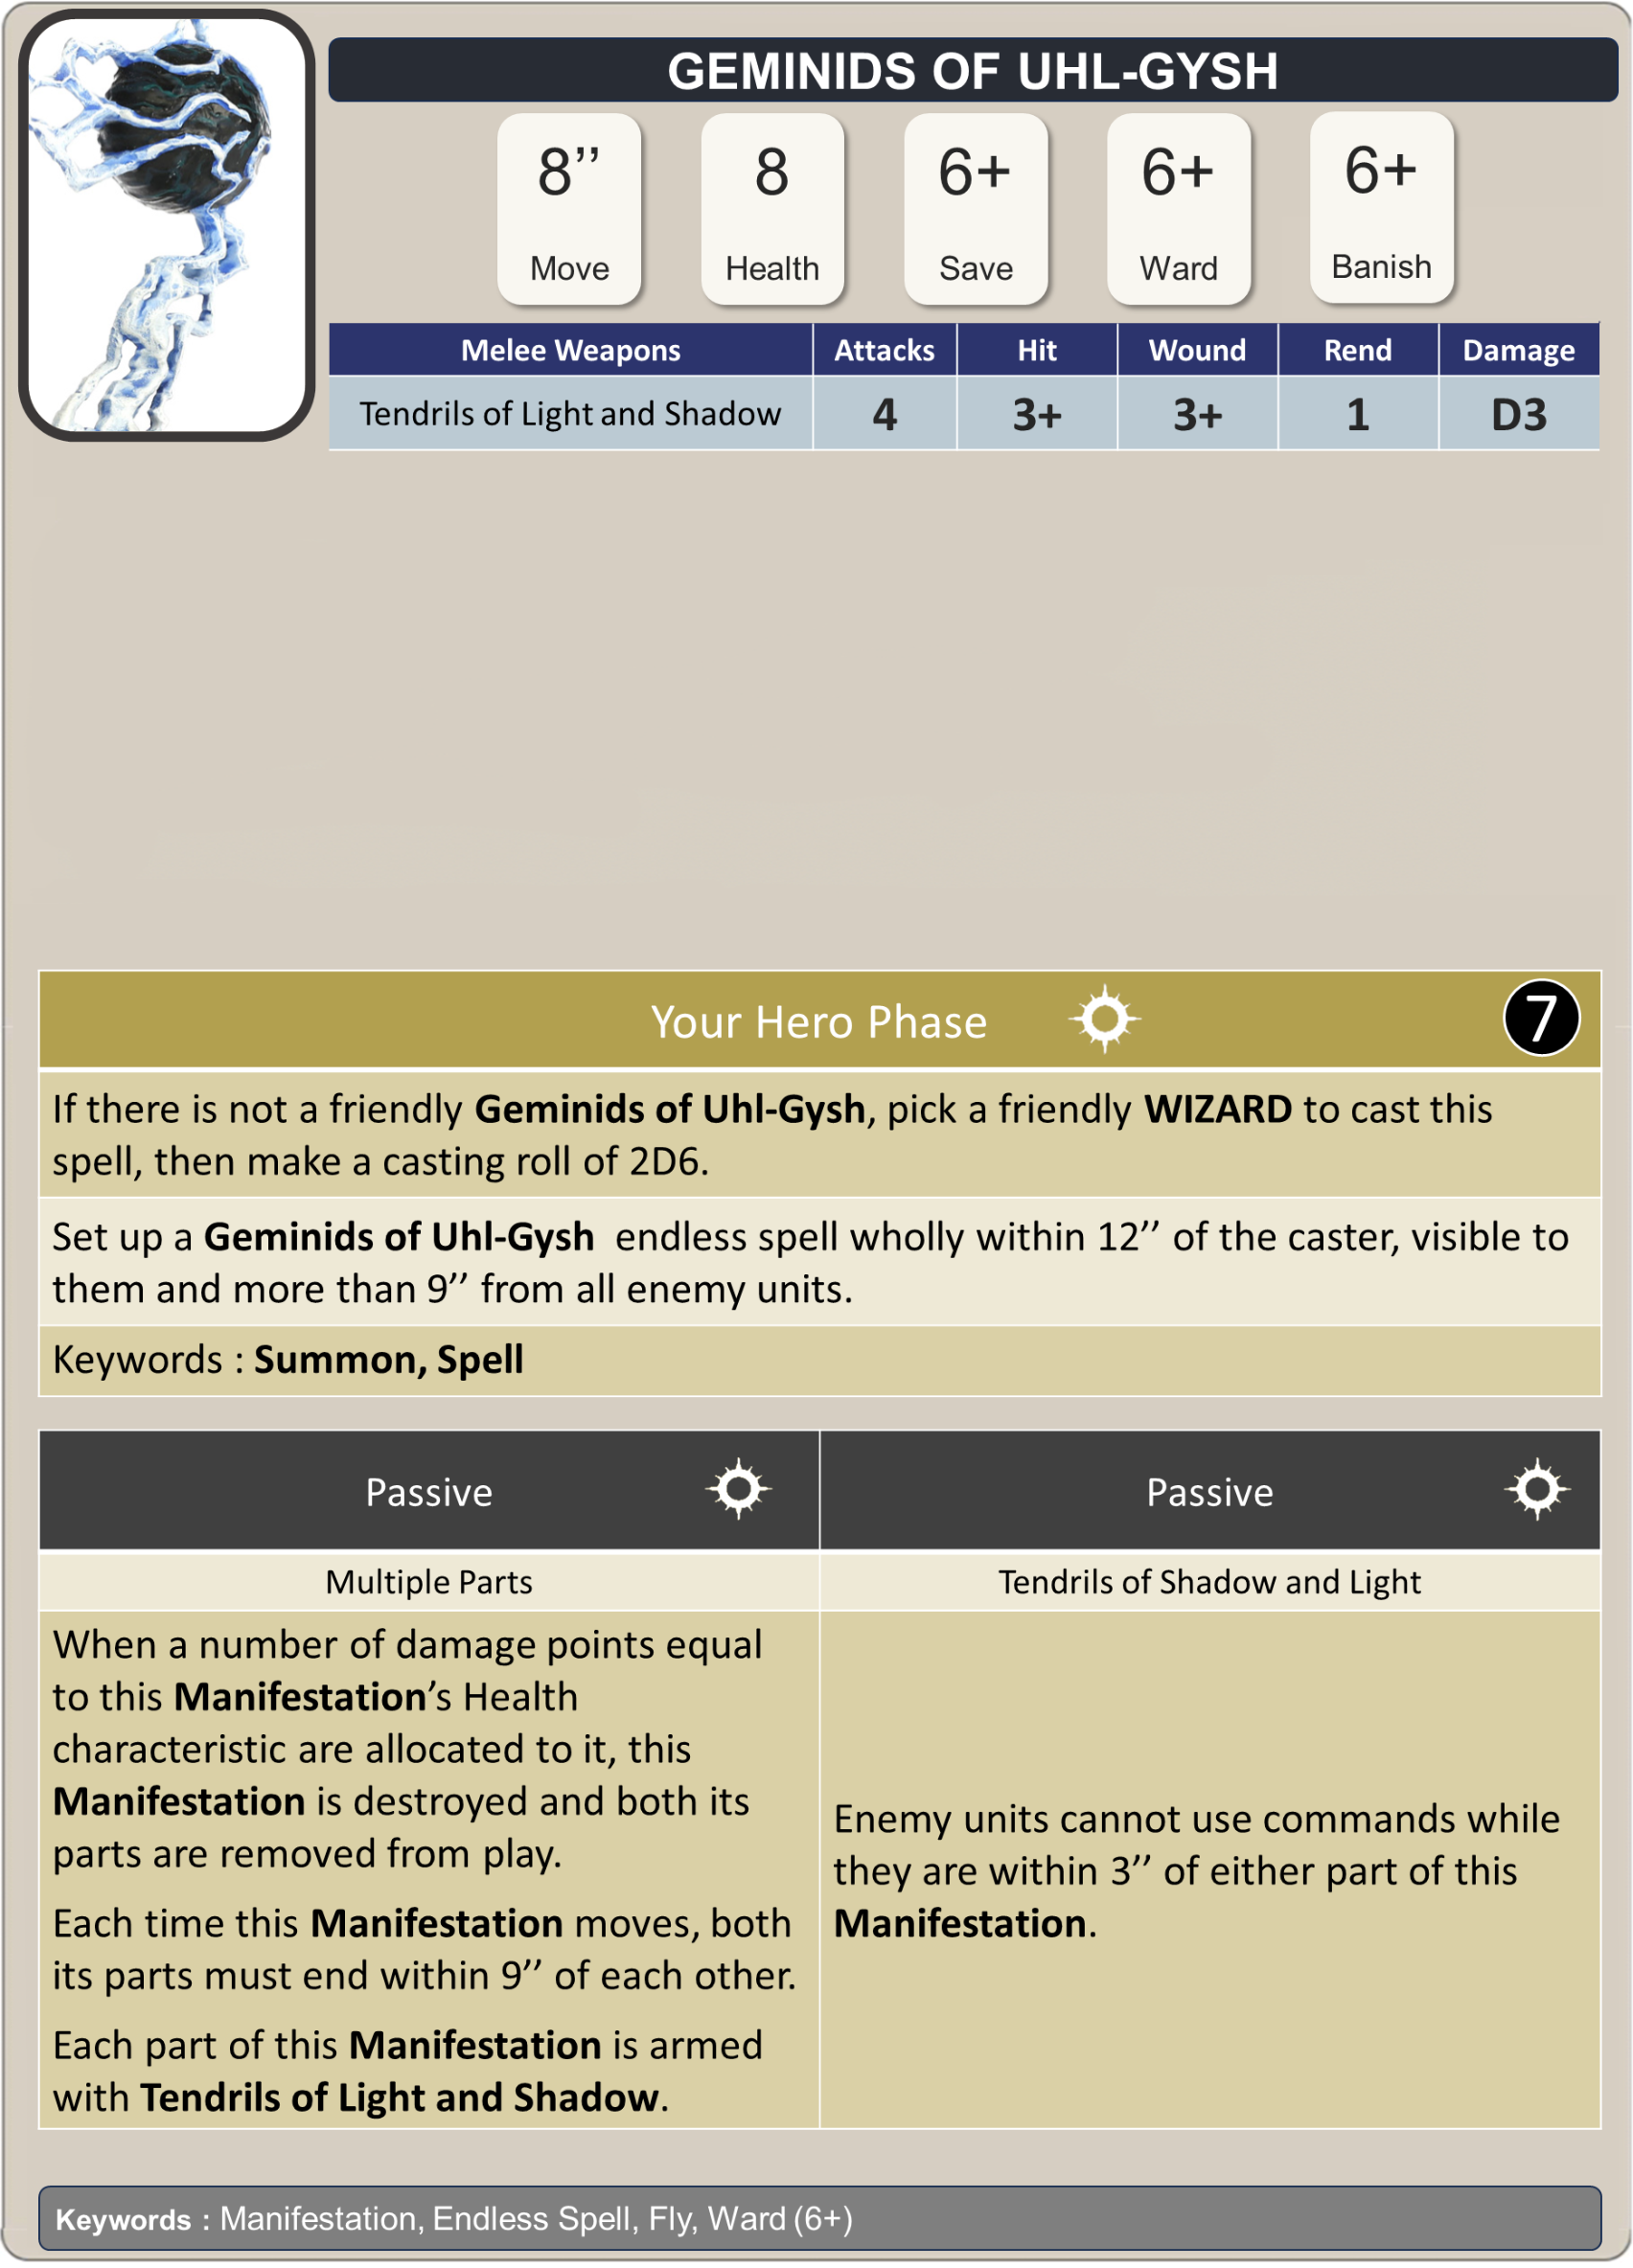 GEMINIDS OF UHL-GYSH
8’’ 8 6+ 6+ 6+
Move Health Save Ward Banish
Melee Weapons Attacks Hit Wound Rend Damage
Tendrils of Light and Shadow 4 3+ 3+ 1 D3
Your Hero Phase 7
If there is not a friendly Geminids of Uhl-Gysh, pick a friendly WIZARD to cast this
spell, then make a casting roll of 2D6.
Set up a Geminids of Uhl-Gysh endless spell wholly within 12’’ of the caster, visible to
them and more than 9’’ from all enemy units.
Keywords : Summon, Spell
Passive
Multiple Parts
When a number of damage points equal
to this Manifestation’s Health
characteristic are allocated to it, this
Manifestation is destroyed and both its
parts are removed from play.
Each time this Manifestation moves, both
its parts must end within 9’’ of each other.
Each part of this Manifestation is armed
with Tendrils of Light and Shadow.
Passive
Tendrils of Shadow and Light
Enemy units cannot use commands while
they are within 3’’ of either part of this
Manifestation.
Keywords : Manifestation, Endless Spell, Fly, Ward (6+)